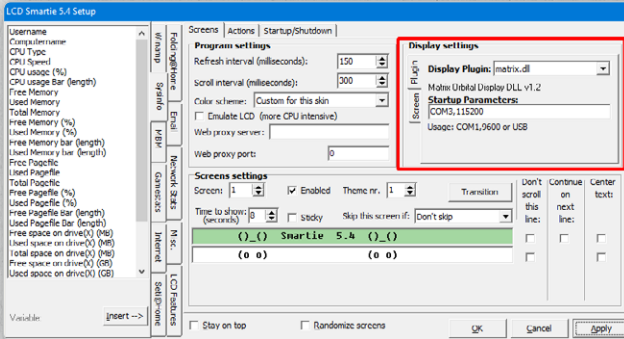 LCD Smartie 5.4 Setup
Username
Computername
CPU Type
CPU Speed
CPU usage (%)
CPU usage Bar (length)
Free Memory
Used Memory
Total Memory
Free Memory (%)
Used Memory (%)
Free Memory bar (length)
Used Memory bar (length)
Free Pagefile
Used Pagefile
Total Pagefile
Free Pagefile (%)
Used Pagefile (%)
Free Pagefile Bar (length)
Used Pagefile Bar (length)
Free space on drive(X) (MB)
Used space on drive(X) (MB)
Total space on drive(X) (MB)
Free space on drive(X) (GB)
Used space on drive(X) (GB)
Variable:
Insert -->
Winamp
Sysinfo
MBM
Gamestats
Internet
Seti@Home
Folding@Home
Email
Network Stats
Misc.
LCD Features
Screens
Actions
Startup/Shutdown
Program settings
Refresh interval (milliseconds):
150
Scroll interval (miliseconds):
300
Color scheme:
Custom for this skin
Emulate LCD (more CPU intensive)
Web proxy server:
Web proxy port:
0
Display settings
Plugin
Screen
Display Plugin:
matrix.dll
Matrix Orbital Display DLL v1.2
Startup Parameters:
COM3,115200
Usage: COM1,9600 or USB
Screens settings
Screen:
1
Enabled
Theme nr.
1
Transition
Time to show:
(seconds)
Sticky
Skip this screen if:
Don't skip
Don't
scroll
this
line:
Continue
on
next
line:
Center
text:
()_() Smartie 5.4 ()_()
(o o) (o o)
Stay on top
Randomize screens
OK
Cancel
Apply